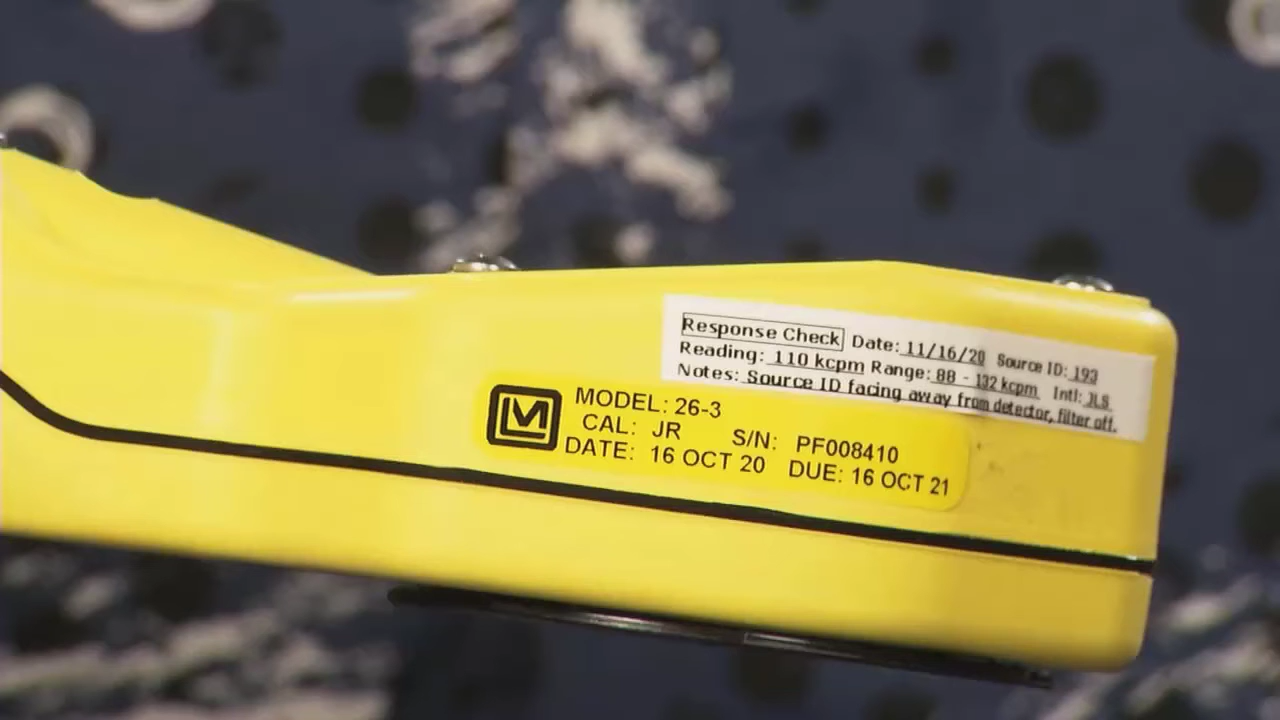 Response Check Date: 11/16/20 Source ID: 193
Reading: 110 kcpm Range: 88 - 132 kcpm Intl: JLS
Notes: Source ID facing away from detector, filter off.
LM
MODEL: 26-3
CAL: JR S/N: PF008410
DATE: 16 OCT 20 DUE: 16 OCT 21